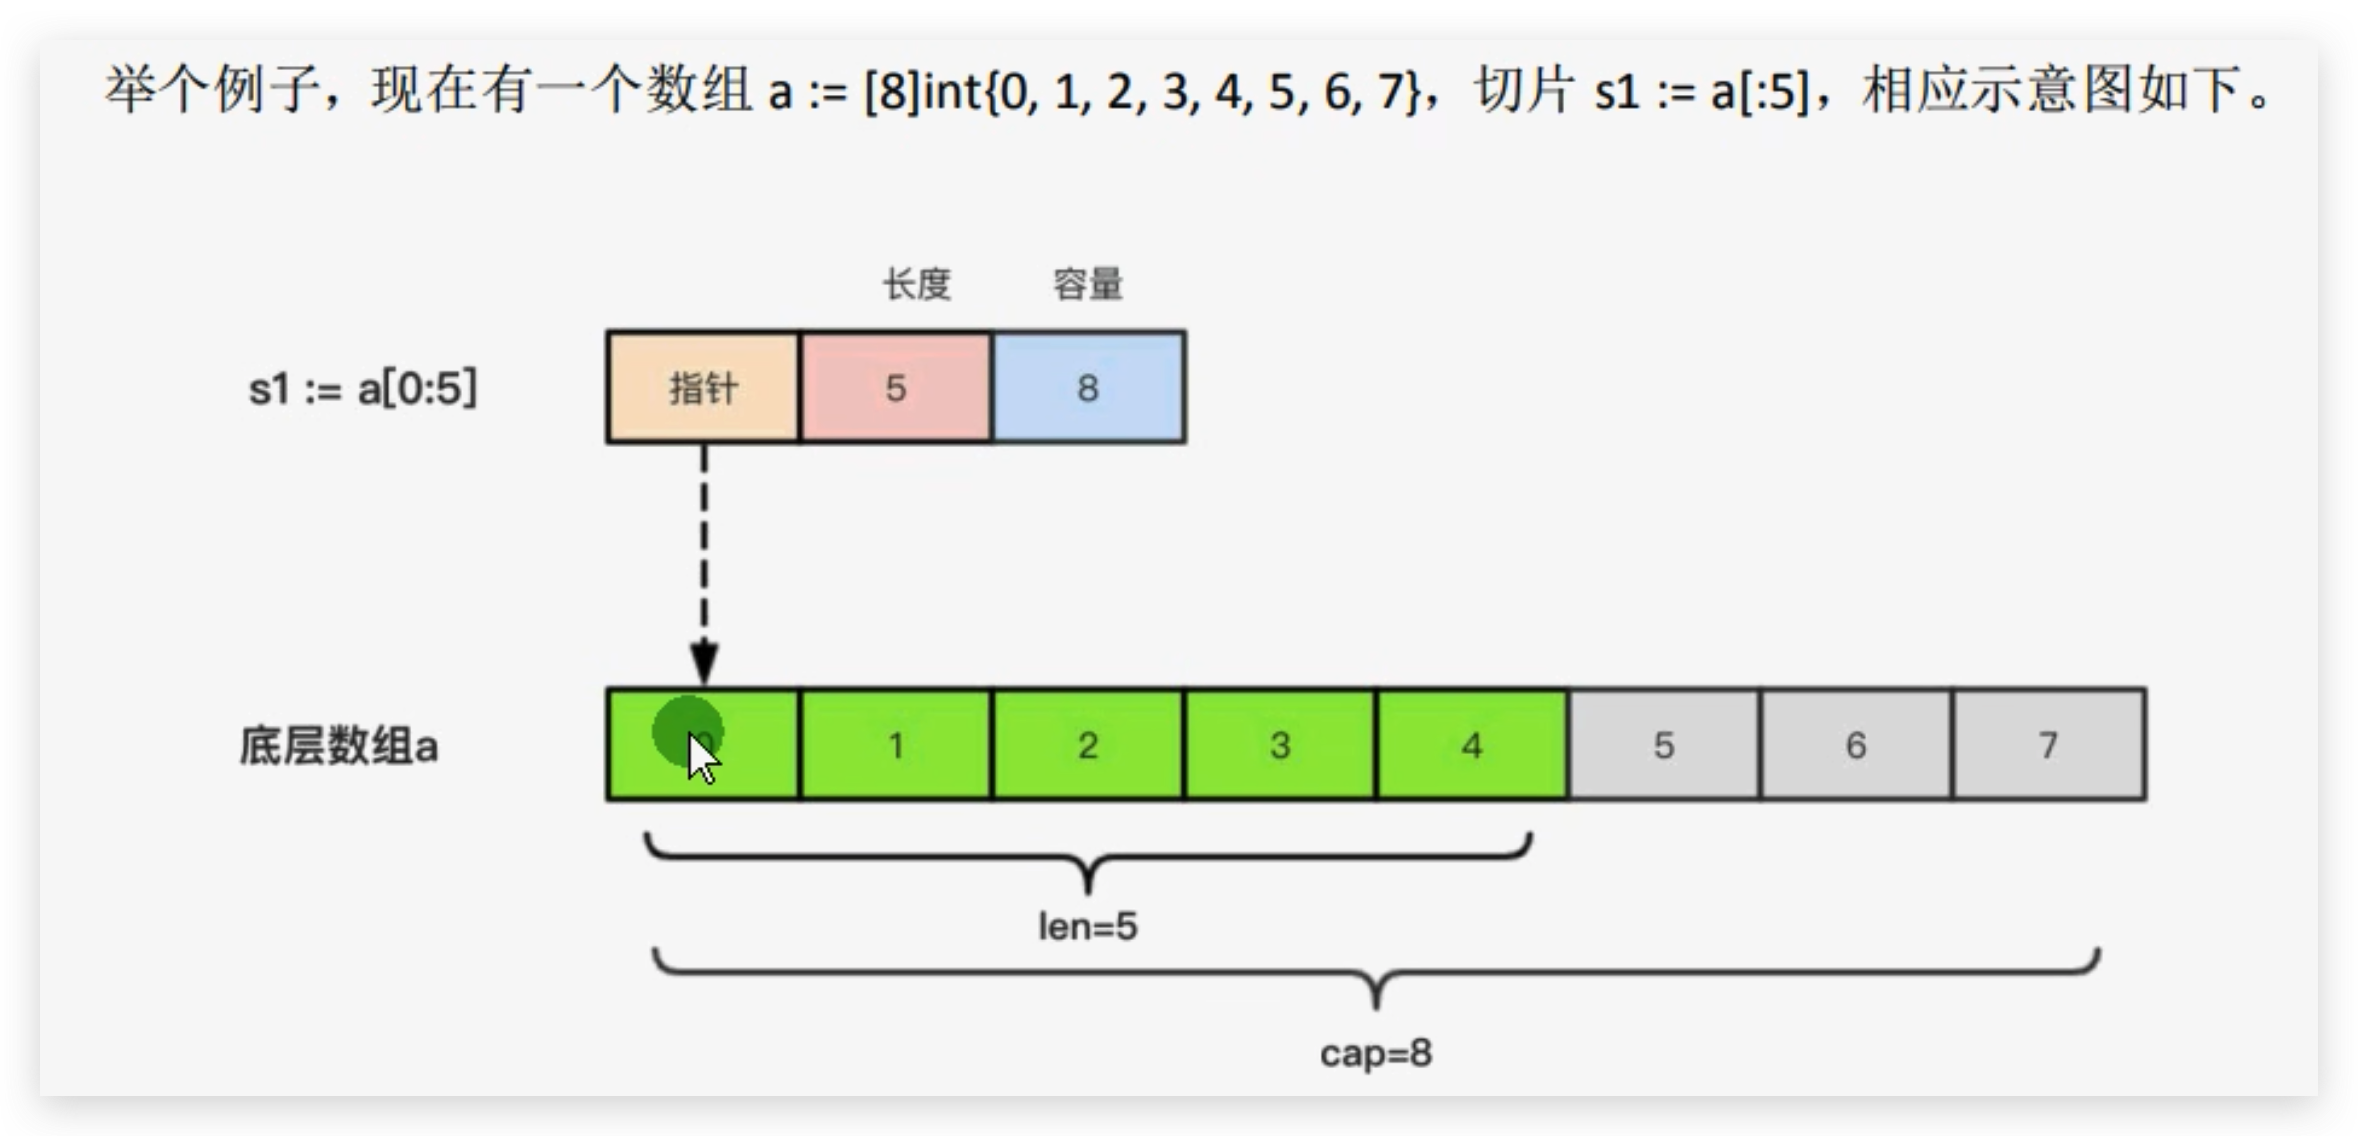 举个例子，现在有一个数组 a := [8]int{0, 1, 2, 3, 4, 5, 6, 7}，切片 s1 := a[:5]，相应示意图如下。
长度 容量
s1 := a[0:5] 指针 5 8
底层数组a 0 1 2 3 4 5 6 7
len=5
cap=8